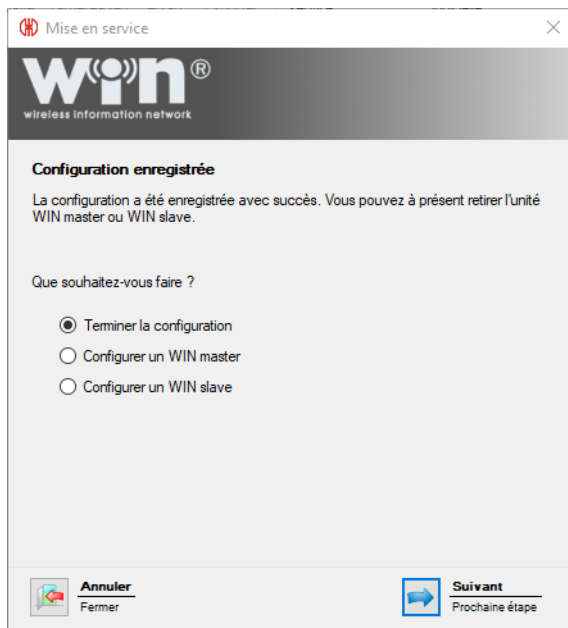 Mise en service
WIN®
wireless information network
Configuration enregistrée
La configuration a été enregistrée avec succès. Vous pouvez à présent retirer l'unité
WIN master ou WIN slave.
Que souhaitez-vous faire ?
Terminer la configuration
Configurer un WIN master
Configurer un WIN slave
Annuler
Fermer
Suivant
Prochaine étape